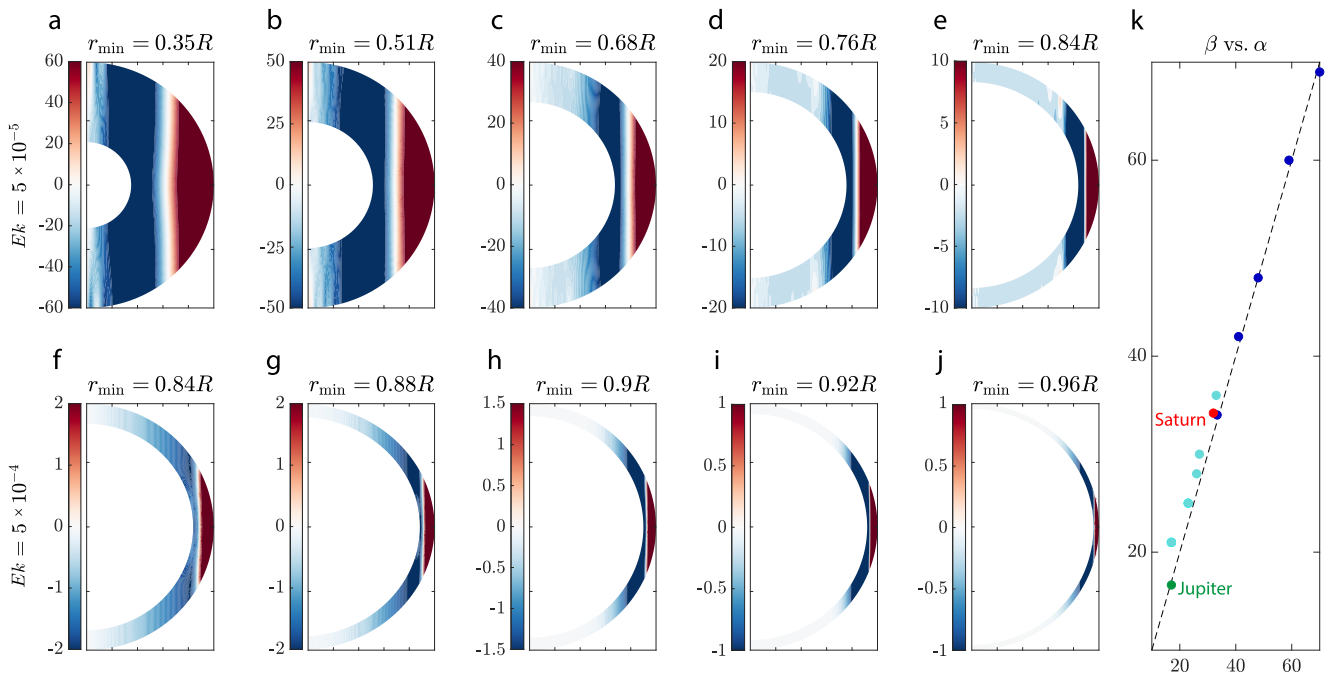 a
r_min = 0.35R
b
r_min = 0.51R
c
r_min = 0.68R
d
r_min = 0.76R
e
r_min = 0.84R
k
β vs. α
Ek = 5 × 10⁻⁵
60
40
20
0
-20
-40
-60
50
25
0
-25
-50
40
20
0
-20
-40
20
10
0
-10
-20
10
5
0
-5
-10
f
r_min = 0.84R
g
r_min = 0.88R
h
r_min = 0.9R
i
r_min = 0.92R
j
r_min = 0.96R
Ek = 5 × 10⁻⁴
2
1
0
-1
-2
2
1
0
-1
-2
1.5
1
0.5
0
-0.5
-1
-1.5
1
0.5
0
-0.5
-1
1
0.5
0
-0.5
-1
60
40
20
Saturn
Jupiter
20
40
60